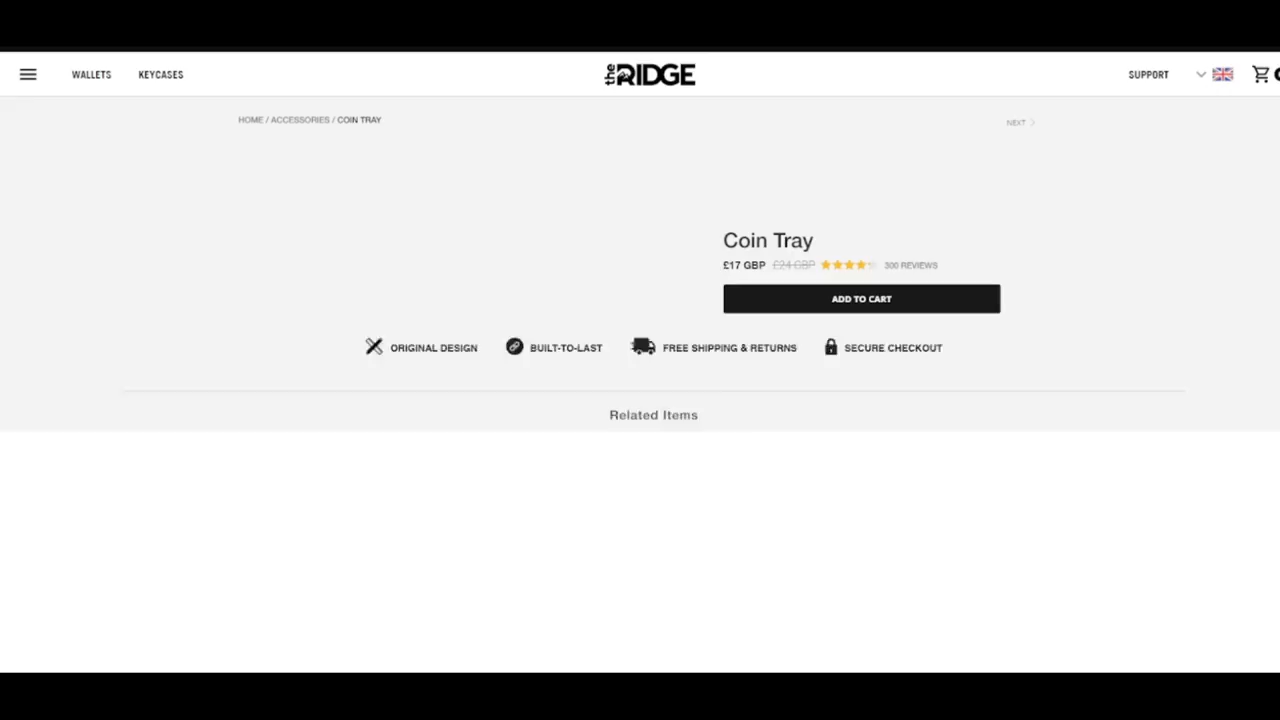 WALLETS KEYCASES the RIDGE SUPPORT
HOME / ACCESSORIES / COIN TRAY NEXT
Coin Tray
£17 GBP £24 GBP 300 REVIEWS
ADD TO CART
ORIGINAL DESIGN BUILT-TO-LAST FREE SHIPPING & RETURNS SECURE CHECKOUT
Related Items